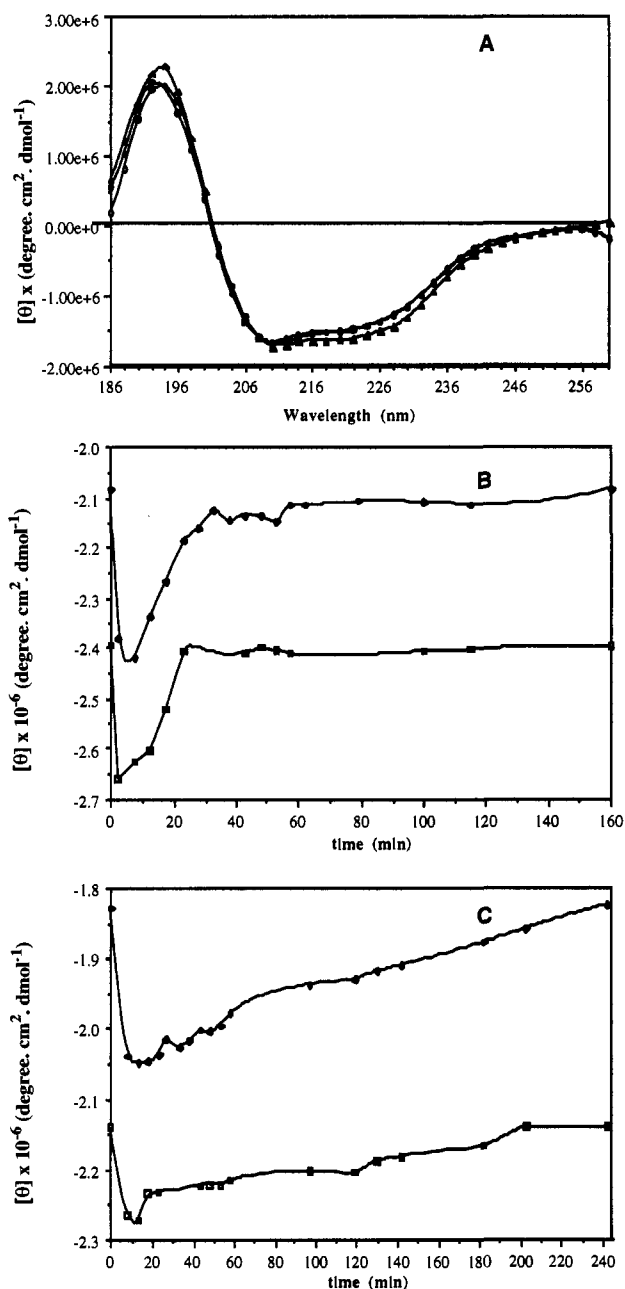 3.00e+6
A
2.00e+6
1.00e+6
0.00e+0
-1.00e+6
-2.00e+6
[θ] x (degree. cm². dmol⁻¹)
186 196 206 216 226 236 246 256
Wavelength (nm)
-2.0
B
-2.1
-2.2
-2.3
-2.4
-2.5
-2.6
-2.7
[θ] x 10⁻⁶ (degree. cm². dmol⁻¹)
0 20 40 60 80 100 120 140 160
time (min)
-1.8
C
-1.9
-2.0
-2.1
-2.2
-2.3
[θ] x 10⁻⁶ (degree. cm². dmol⁻¹)
0 20 40 60 80 100 120 140 160 180 200 220 240
time (min)